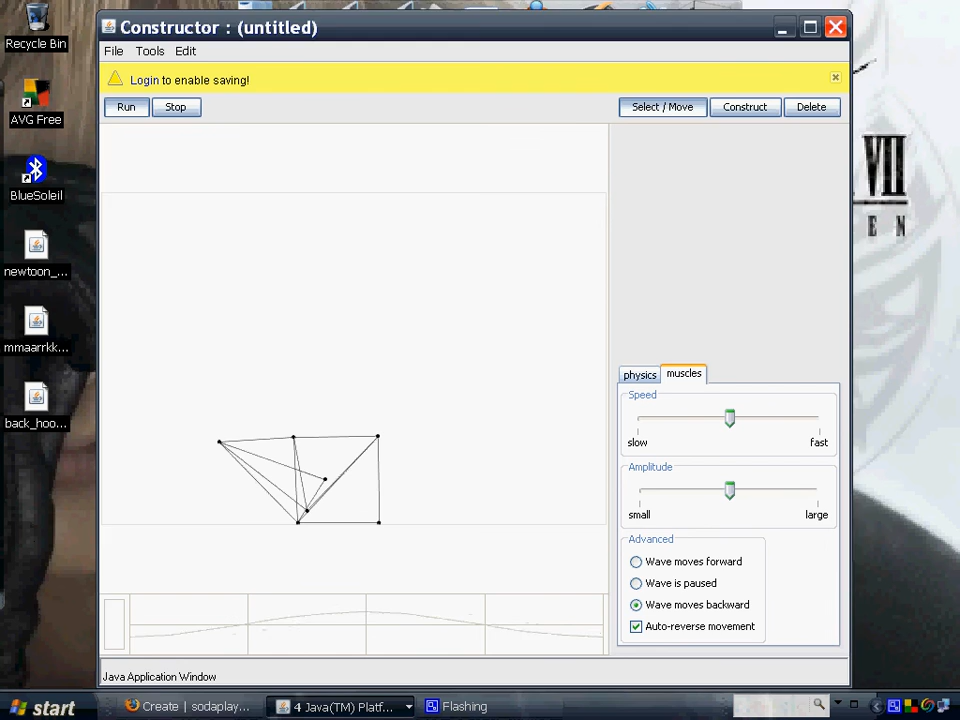 Recycle Bin
AVG Free
BlueSoleil
newtoon_...
mmaarrkk...
back_hoo...
Constructor : (untitled)
File Tools Edit
Login to enable saving!
Run Stop Select / Move Construct Delete
physics muscles
Speed
slow fast
Amplitude
small large
Advanced
Wave moves forward
Wave is paused
Wave moves backward
Auto-reverse movement
Java Application Window
VII
E N
start Create | sodaplay... 4 Java(TM) Platf... Flashing